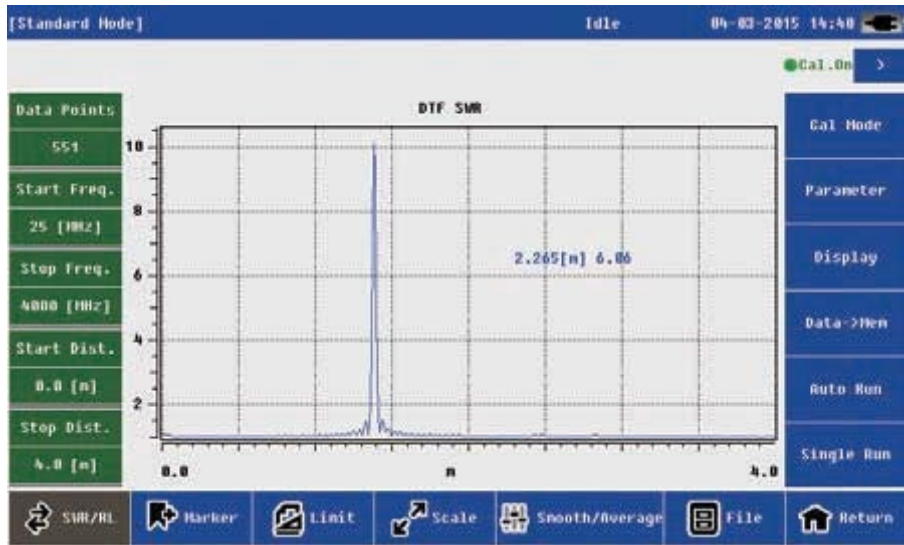 [Standard Mode] Idle 04-03-2015 14:40
Cal.On >
Data Points
551
Start Freq.
25 [MHz]
Stop Freq.
4000 [MHz]
Start Dist.
0.0 [m]
Stop Dist.
4.0 [m]
DTF SWR
10
8
6
4
2
2.265[m] 6.06
0.0 m 4.0
Cal Mode
Parameter
Display
Data->Mem
Auto Run
Single Run
SWR/RL Marker Limit Scale Smooth/Average File Return